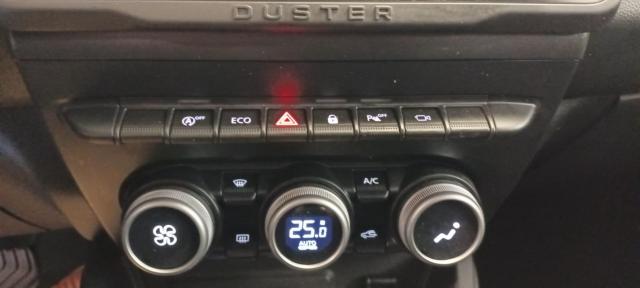 DUSTER
A OFF ECO P OFF
A/C
25.0
AUTO